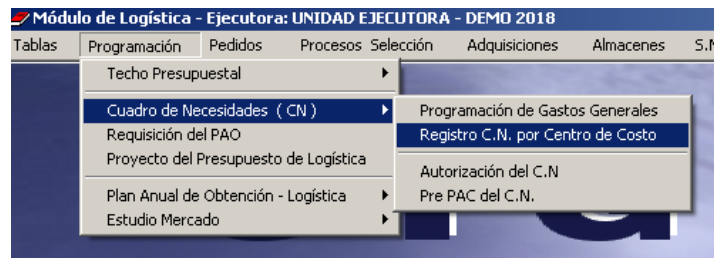 Módulo de Logística - Ejecutora: UNIDAD EJECUTORA - DEMO 2018
Tablas Programación Pedidos Procesos Selección Adquisiciones Almacenes
Techo Presupuestal
Cuadro de Necesidades ( CN )
Requisición del PAO
Proyecto del Presupuesto de Logística
Plan Anual de Obtención - Logística
Estudio Mercado
Programación de Gastos Generales
Registro C.N. por Centro de Costo
Autorización del C.N
Pre PAC del C.N.